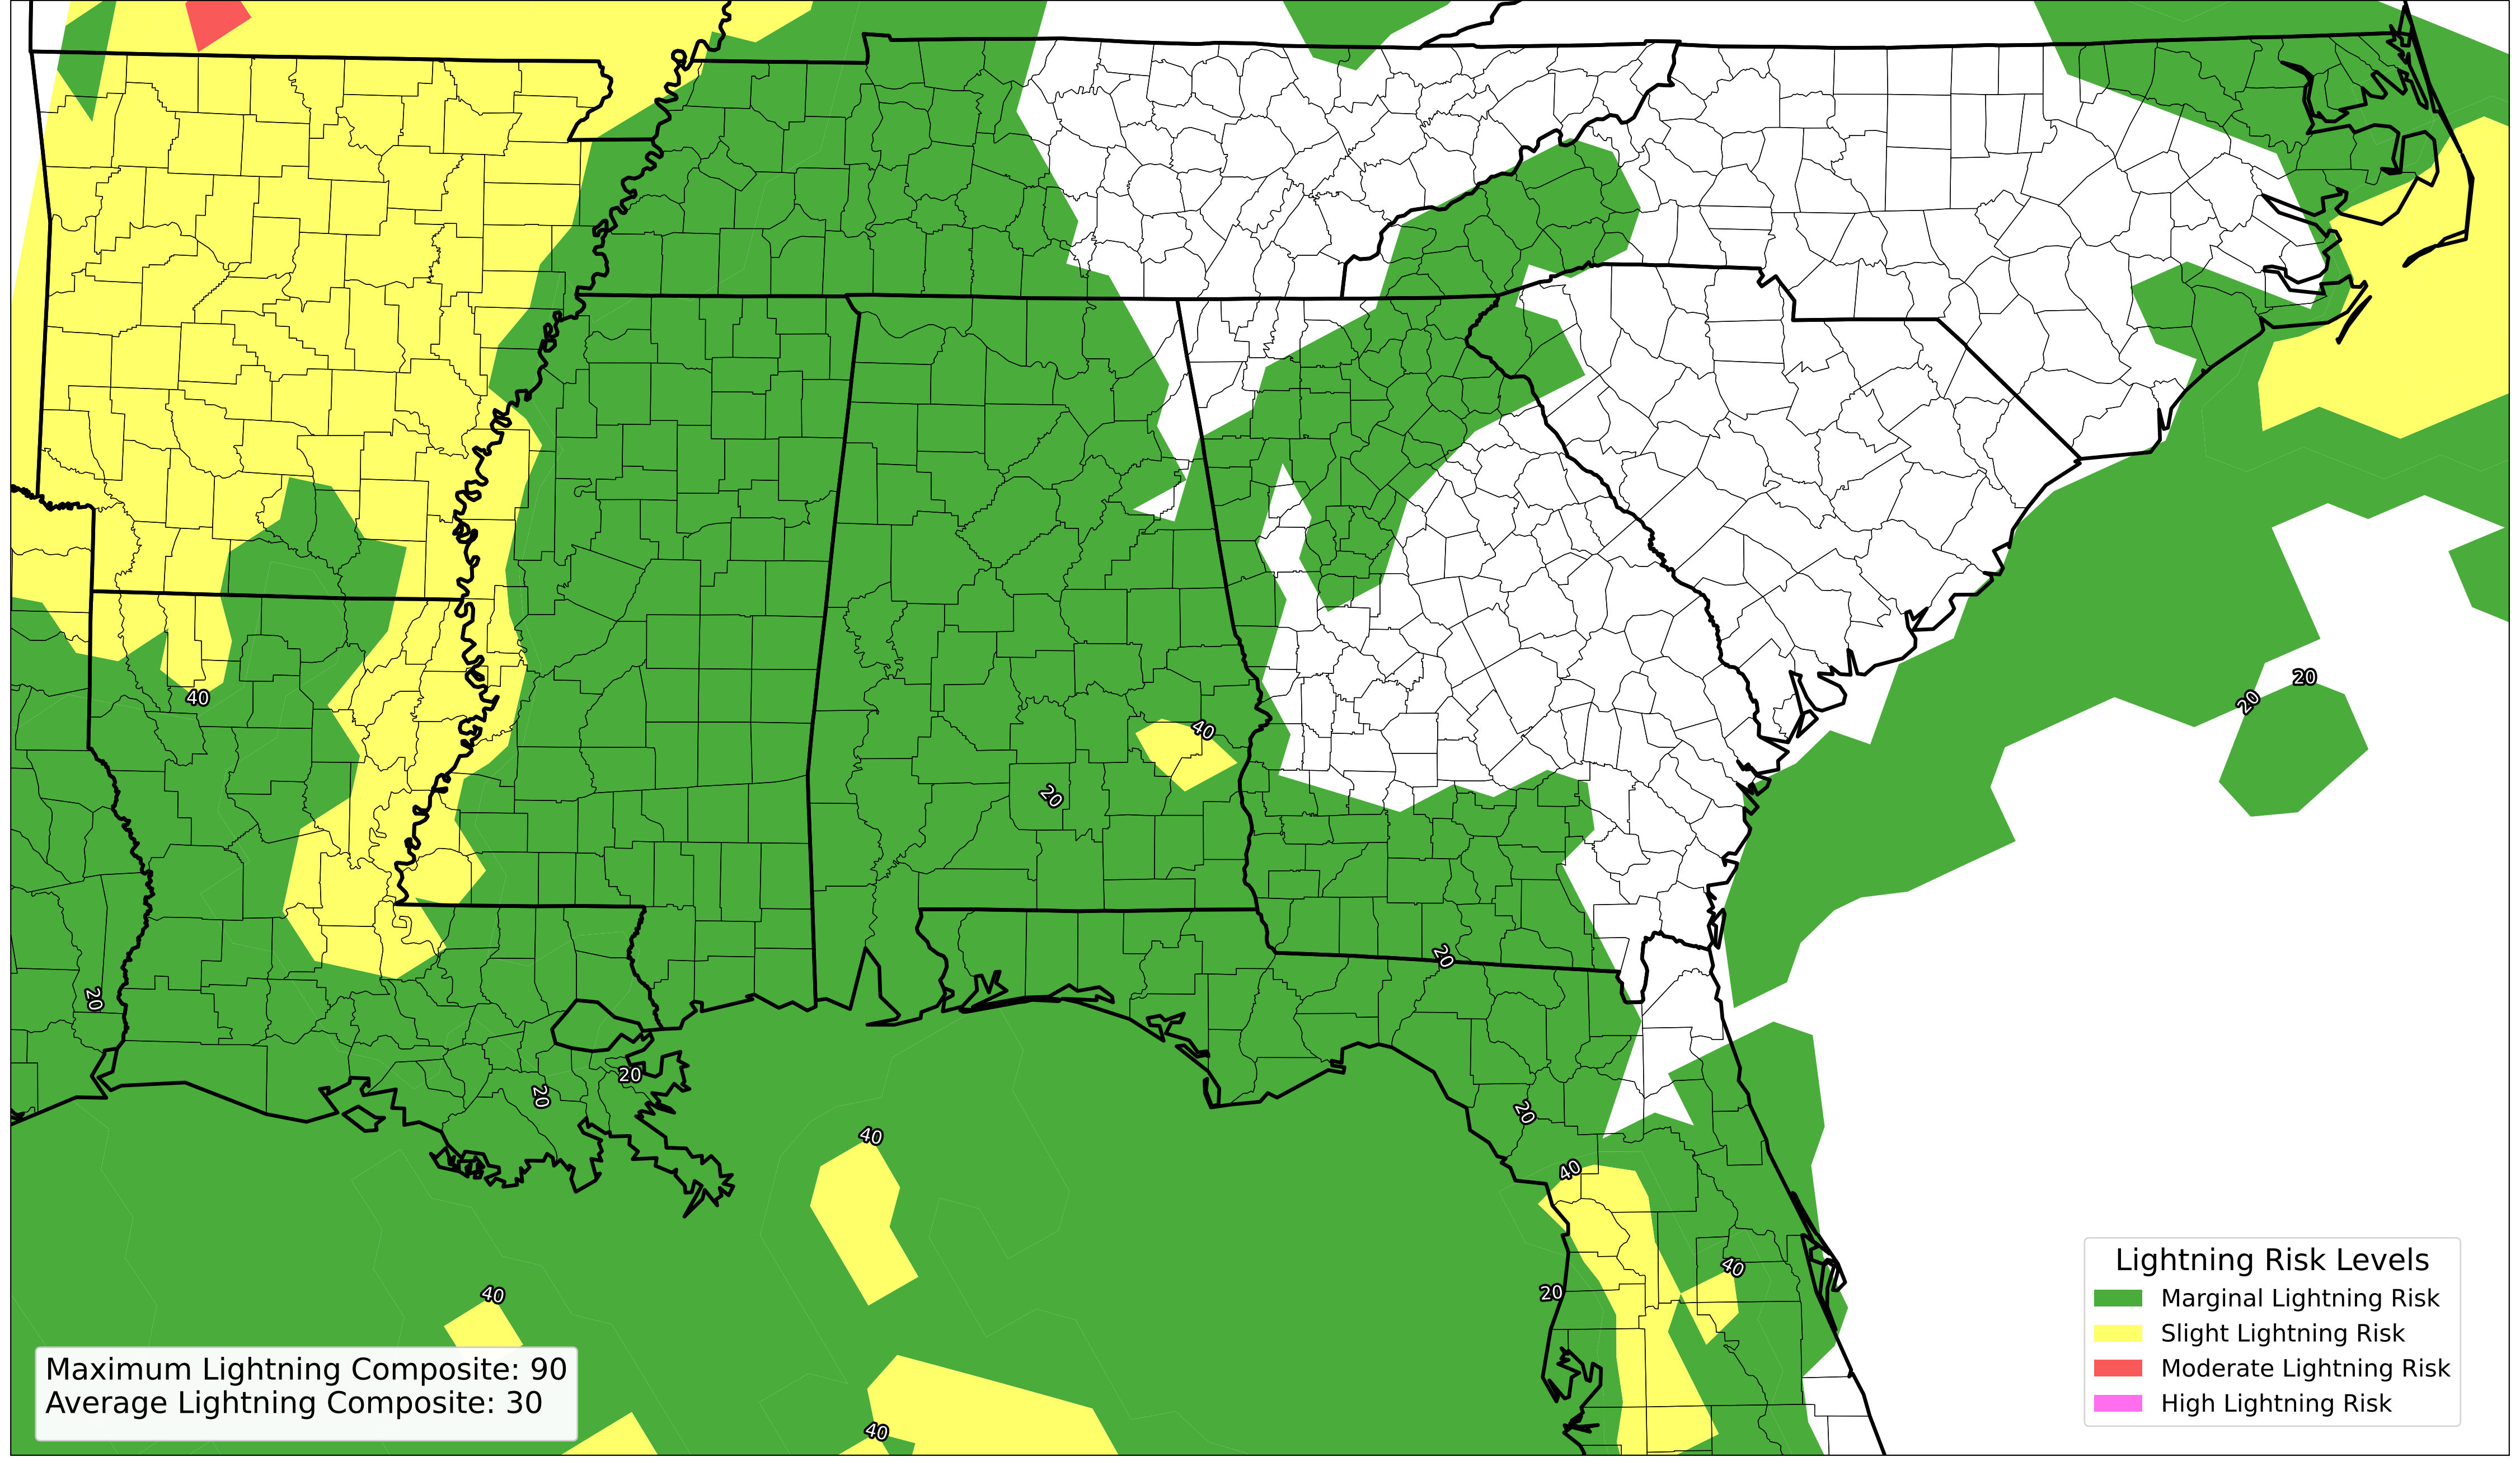 40
40
20
20
20
20
20
20
20
20
40
40
20
40
40
40
Lightning Risk Levels
Marginal Lightning Risk
Slight Lightning Risk
Moderate Lightning Risk
High Lightning Risk
Maximum Lightning Composite: 90
Average Lightning Composite: 30